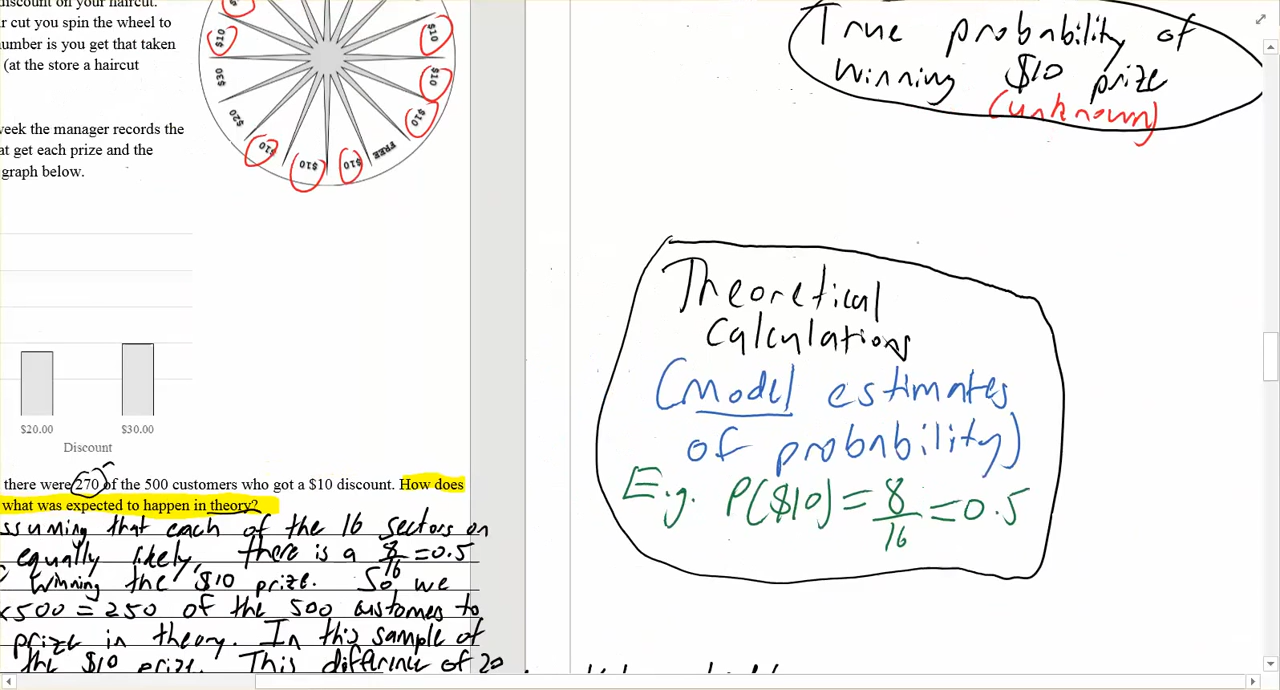 discount on your haircut.
r cut you spin the wheel to
number is you get that taken
(at the store a haircut
week the manager records the
at get each prize and the
graph below.
$10
$30
$20
$10
$10
$10
FREE
$10
$10
$10
$20.00
$30.00
Discount
there were 270 of the 500 customers who got a $10 discount. How does
what was expected to happen in theory?
ssuming that each of the 16 sectors on
equally likely, there is a 8/16 = 0.5
winning the $10 prize. So we
x500 = 250 of the 500 customes to
prize in theory. In this sample of
the $10 prize. This difference of 20
True probability of
winning $10 prize
(unknown)
Theoretical
Calculations
(Model estimates
of probability)
E.g. P($10) = 8/16 = 0.5